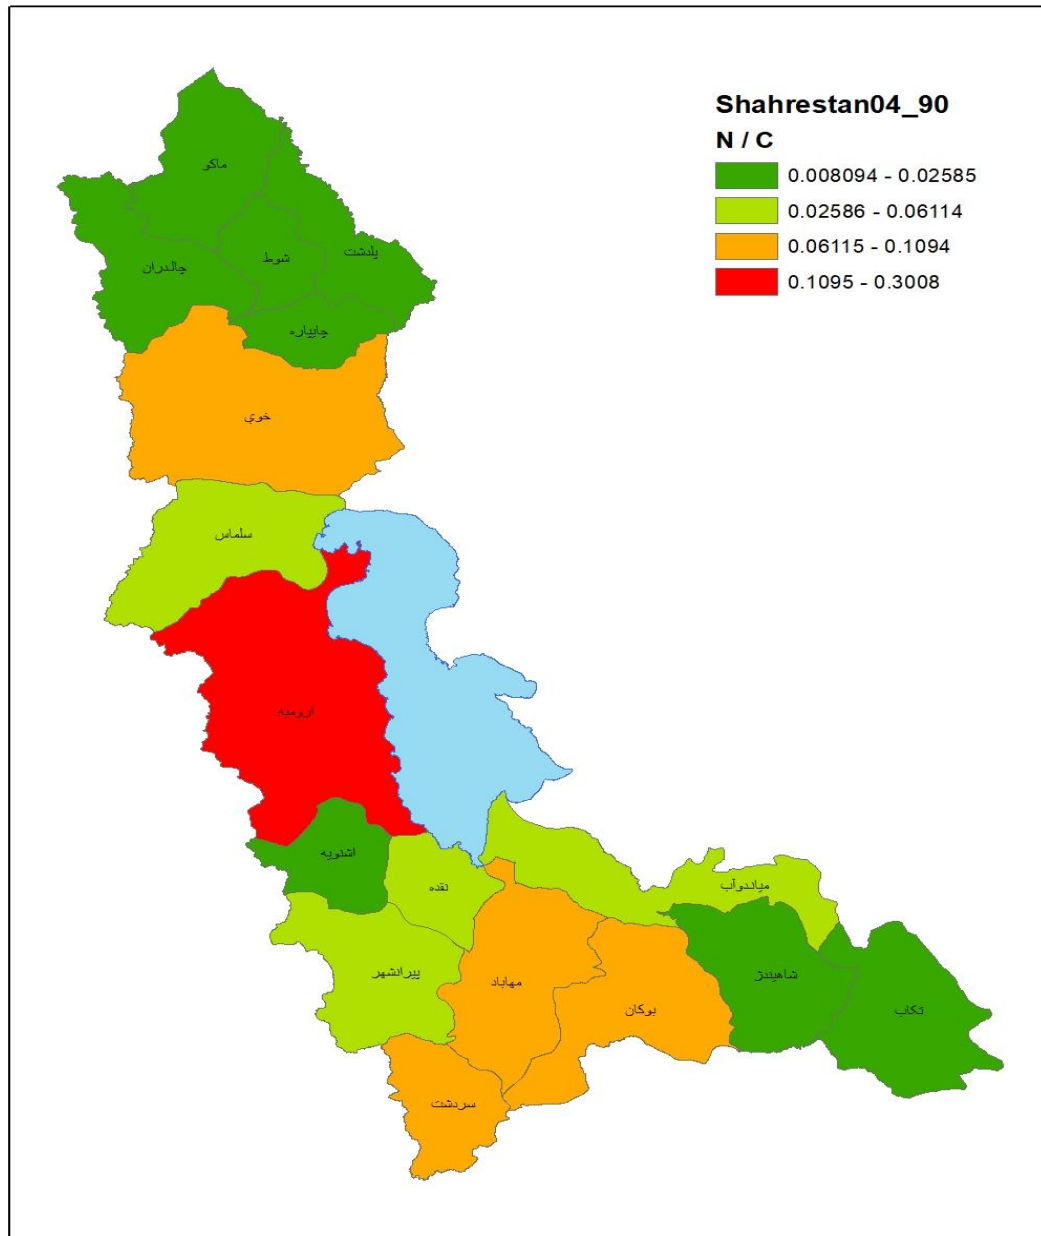 Shahrestan04_90
N / C
0.008094 - 0.02585
0.02586 - 0.06114
0.06115 - 0.1094
0.1095 - 0.3008
ماکو
پلدشت
شوط
چالدران
چایپاره
خوي
سلماس
ارومیه
اشنویه
نقده
میاندوآب
پیرانشهر
مهاباد
شاهیندژ
بوکان
تکاب
سردشت